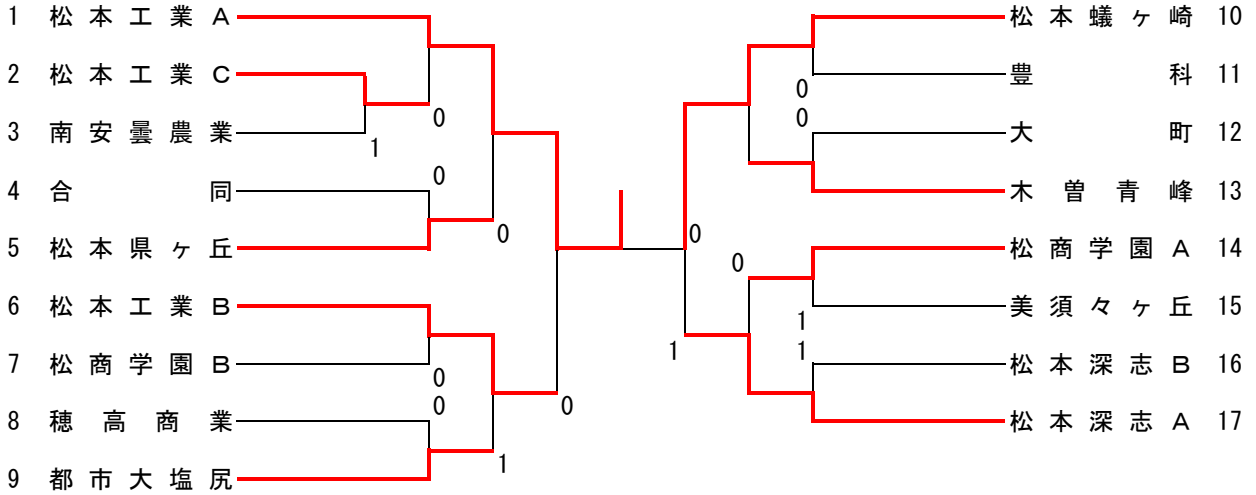 1 松本工業A
2 松本工業C
3 南安曇農業
4 合同
5 松本県ヶ丘
6 松本工業B
7 松商学園B
8 穂高商業
9 都市大塩尻
0
1
0
0
0
0
1
0
0
0
0
0
1
1
1
松本蟻ヶ崎 10
豊科 11
大町 12
木曽青峰 13
松商学園A 14
美須々ヶ丘 15
松本深志B 16
松本深志A 17